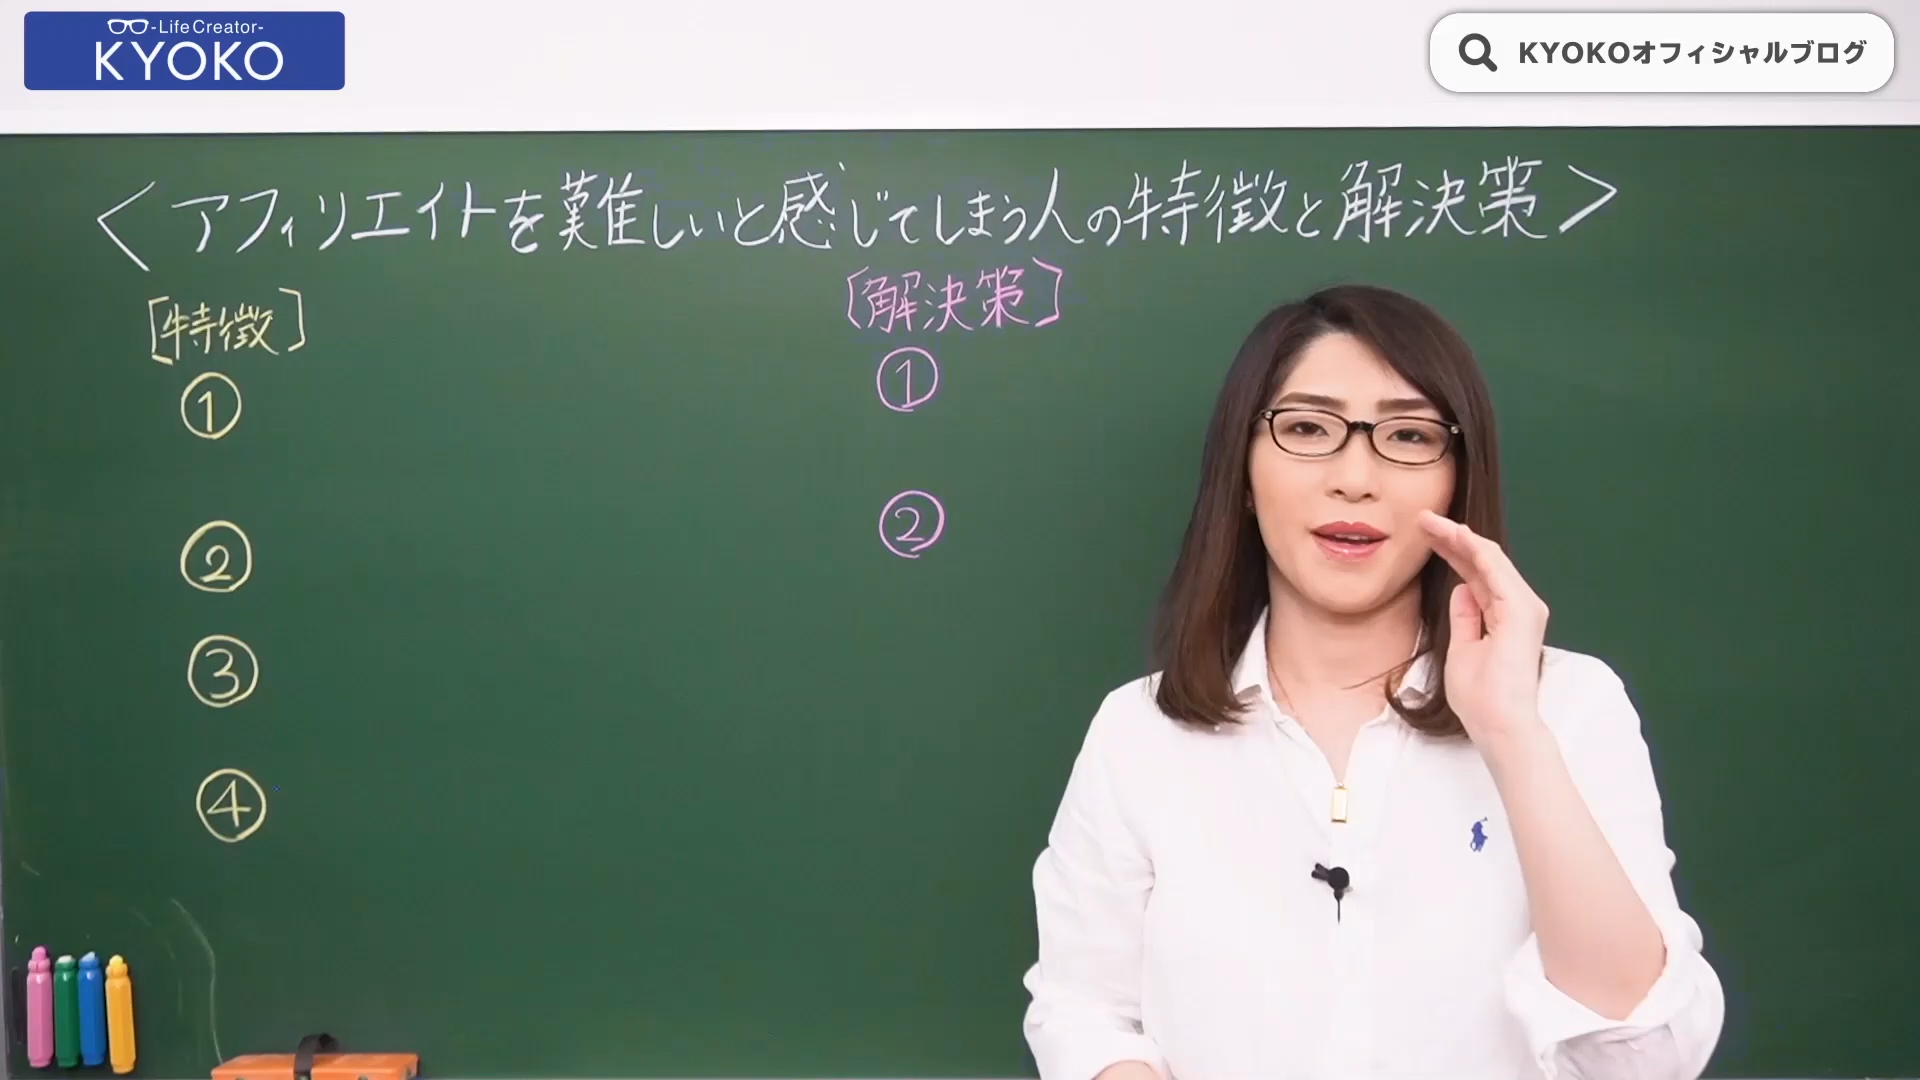 -Life Creator-
KYOKO
KYOKOオフィシャルブログ
＜アフィリエイトを難しいと感じてしまう人の特徴と解決策＞
[特徴]
①
②
③
④
[解決策]
①
②